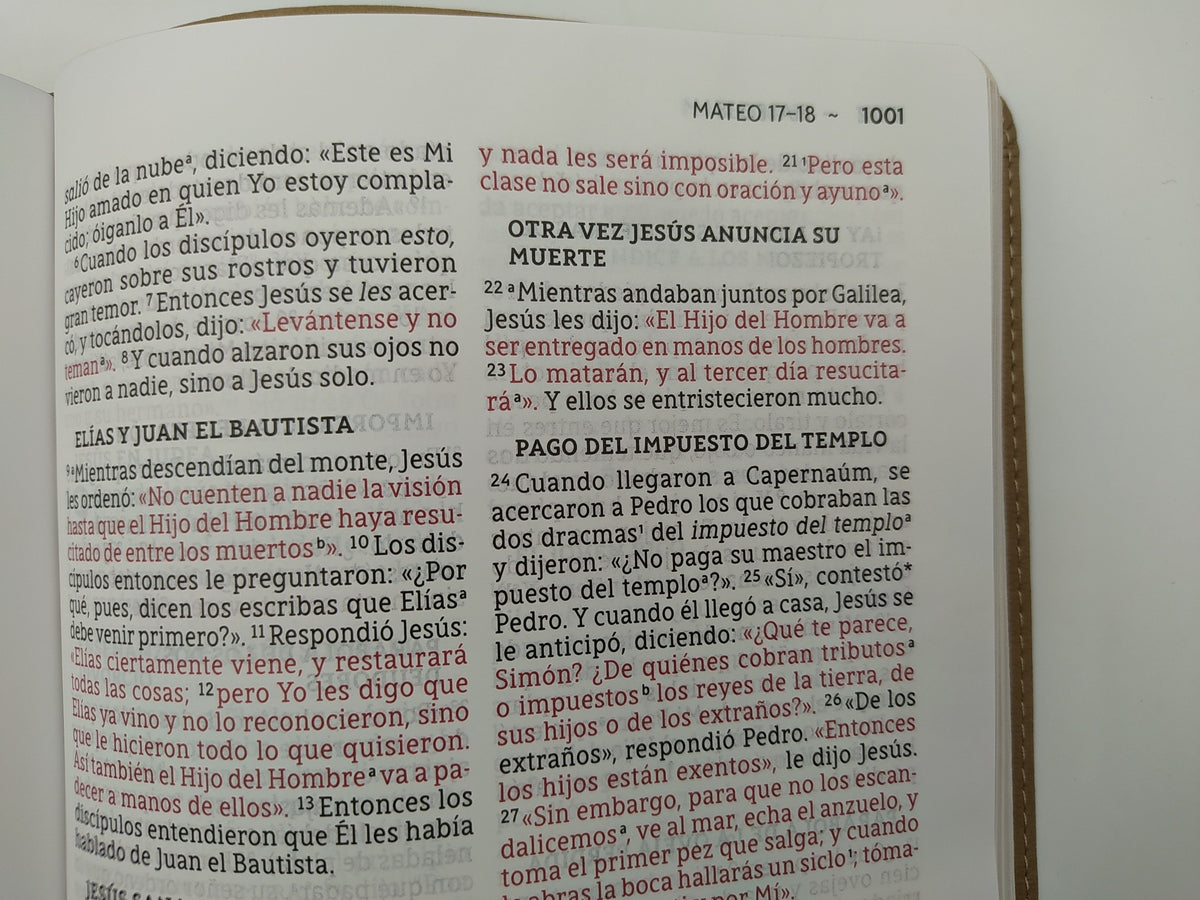 MATEO 17–18 ~ 1001
salió de la nubeᵃ, diciendo: «Este es Mi
Hijo amado en quien Yo estoy compla-
cido; óiganlo a Él».
⁶Cuando los discípulos oyeron esto,
cayeron sobre sus rostros y tuvieron
gran temor. ⁷Entonces Jesús se les acer-
có, y tocándolos, dijo: «Levántense y no
temanᵃ». ⁸Y cuando alzaron sus ojos no
vieron a nadie, sino a Jesús solo.
ELÍAS Y JUAN EL BAUTISTA
⁹ᵃMientras descendían del monte, Jesús
les ordenó: «No cuenten a nadie la visión
hasta que el Hijo del Hombre haya resu-
citado de entre los muertosᵇ». ¹⁰Los dis-
cípulos entonces le preguntaron: «¿Por
qué, pues, dicen los escribas que Elíasᵃ
debe venir primero?». ¹¹Respondió Jesús:
«Elías ciertamente viene, y restaurará
todas las cosas; ¹²pero Yo les digo que
Elías ya vino y no lo reconocieron, sino
que le hicieron todo lo que quisieron.
Así también el Hijo del Hombreᵃ va a pa-
decer a manos de ellos». ¹³Entonces los
discípulos entendieron que Él les había
hablado de Juan el Bautista.
JESÚS
y nada les será imposible. ²¹¹Pero esta
clase no sale sino con oración y ayunoᵃ».
OTRA VEZ JESÚS ANUNCIA SU
MUERTE
²²ᵃMientras andaban juntos por Galilea,
Jesús les dijo: «El Hijo del Hombre va a
ser entregado en manos de los hombres.
²³Lo matarán, y al tercer día resucita-
ráᵃ». Y ellos se entristecieron mucho.
PAGO DEL IMPUESTO DEL TEMPLO
²⁴Cuando llegaron a Capernaúm, se
acercaron a Pedro los que cobraban las
dos dracmas¹ del impuesto del temploᵃ
y dijeron: «¿No paga su maestro el im-
puesto del temploᵃ?». ²⁵«Sí», contestó*
Pedro. Y cuando él llegó a casa, Jesús se
le anticipó, diciendo: «¿Qué te parece,
Simón? ¿De quiénes cobran tributosᵃ
o impuestosᵇ los reyes de la tierra, de
sus hijos o de los extraños?». ²⁶«De los
extraños», respondió Pedro. «Entonces
los hijos están exentos», le dijo Jesús.
²⁷«Sin embargo, para que no los escan-
dalicemosᵃ, ve al mar, echa el anzuelo, y
toma el primer pez que salga; y cuando
le abras la boca hallarás un siclo¹; tóma-
por Mí».